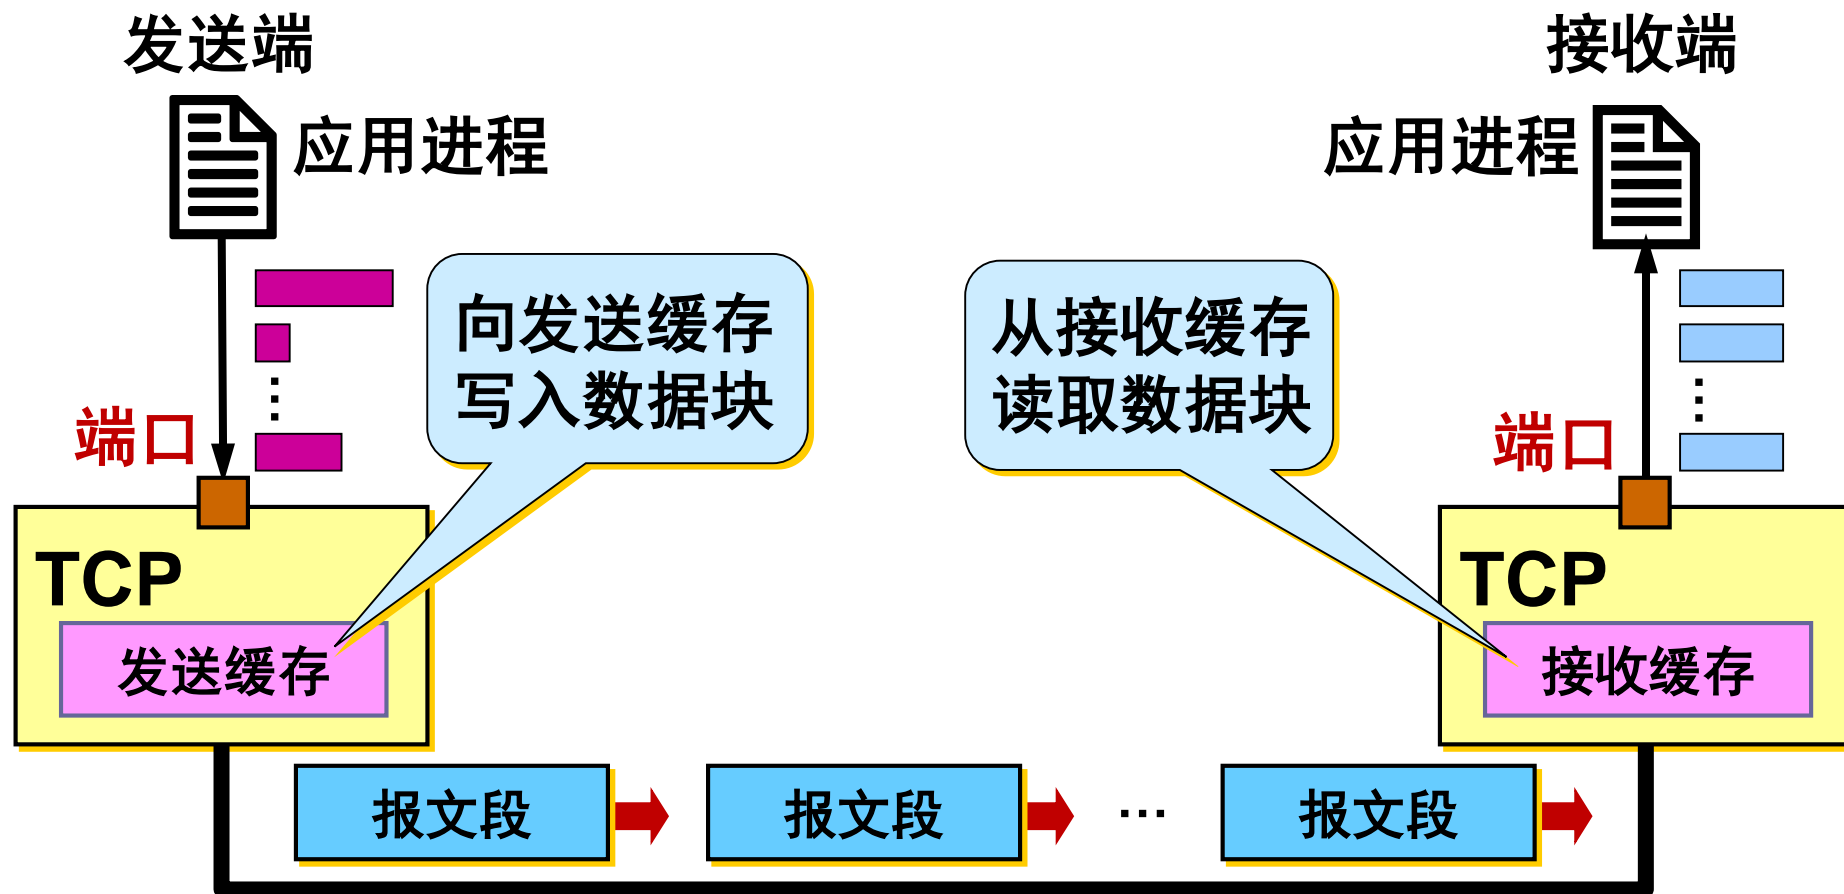 发送端
接收端
应用进程
应用进程
向发送缓存
写入数据块
从接收缓存
读取数据块
端口
端口
TCP
TCP
发送缓存
接收缓存
报文段
报文段
…
报文段